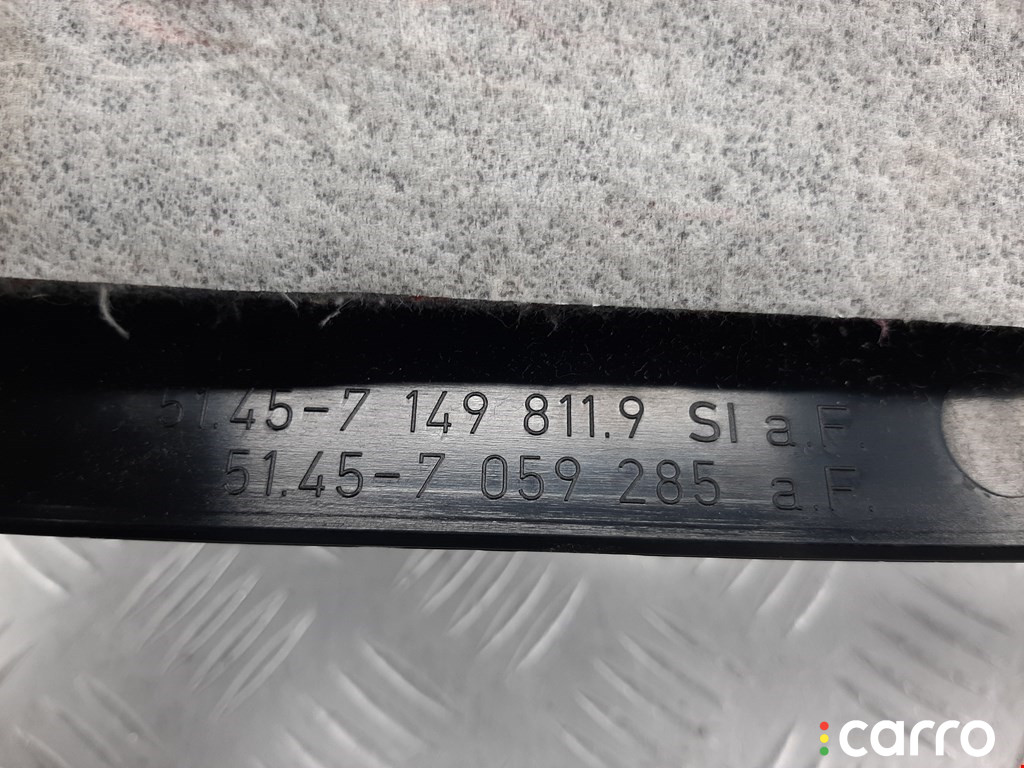 51.45-7 149 811.9 SI a.F.
51.45-7 059 285 a.F.
carro